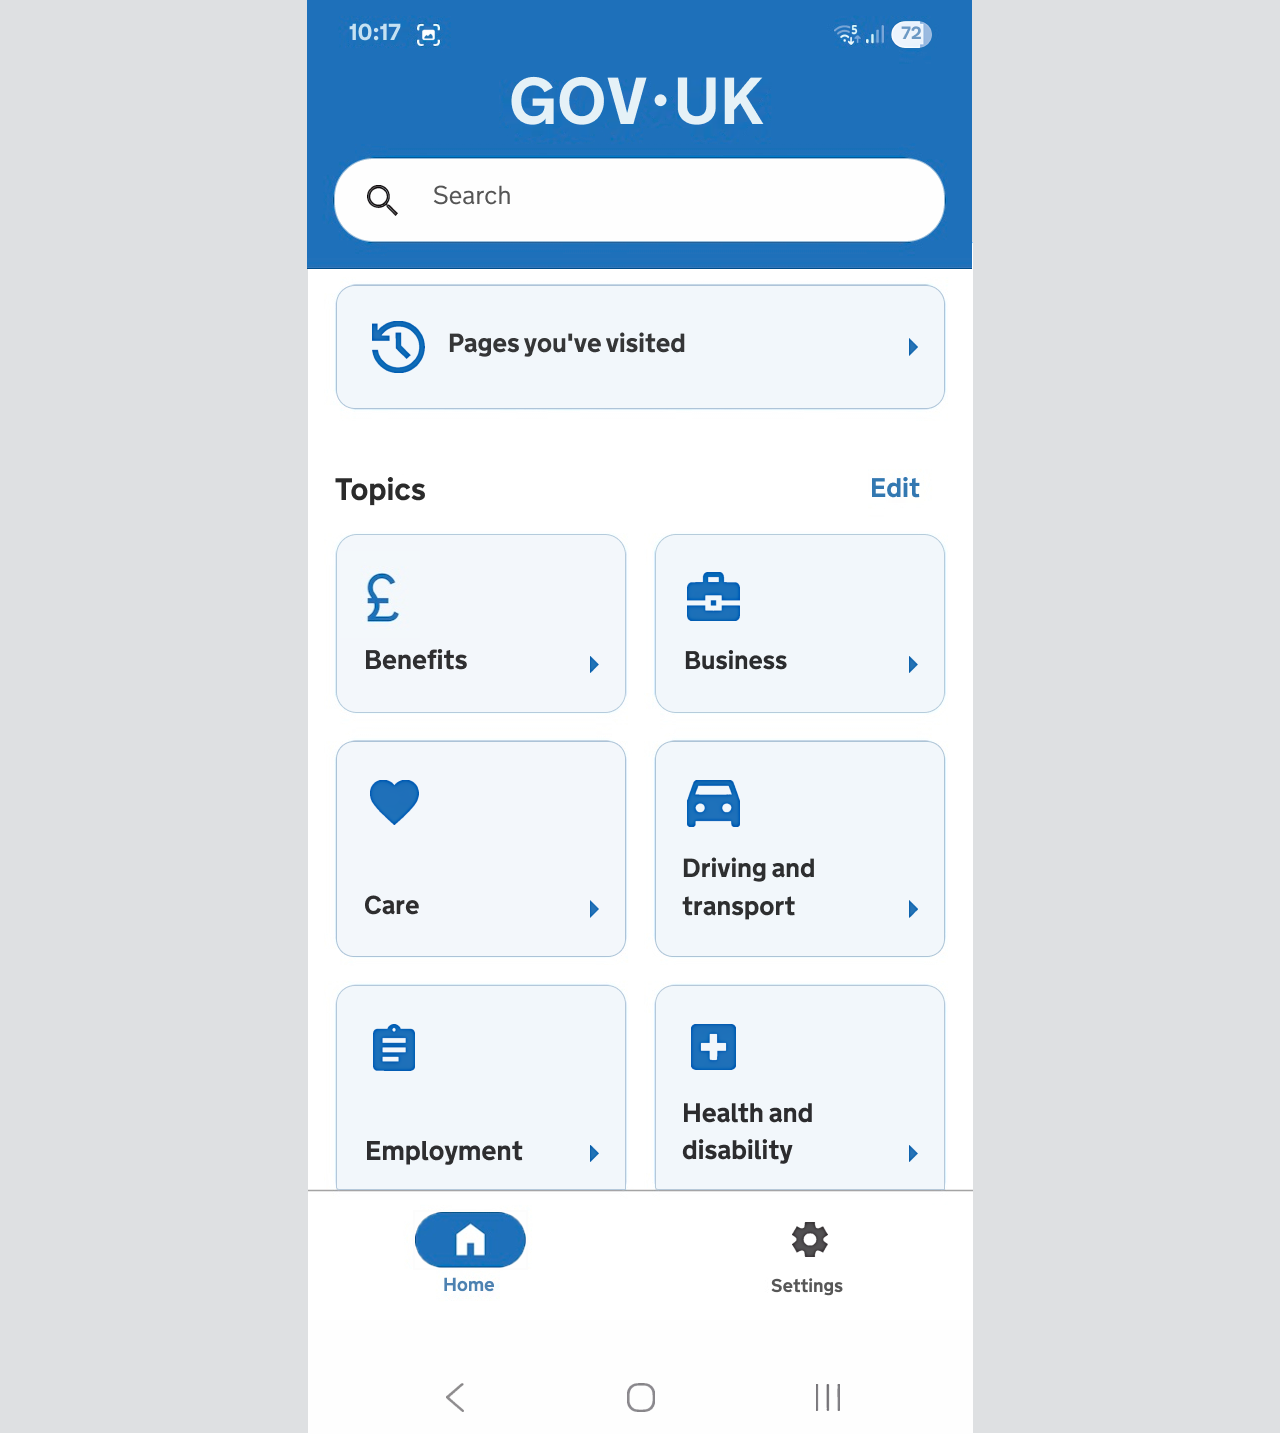 10:17
5
72
GOV·UK
Search
Pages you've visited
Topics
Edit
£
Benefits
Business
Care
Driving and
transport
Employment
Health and
disability
Home
Settings